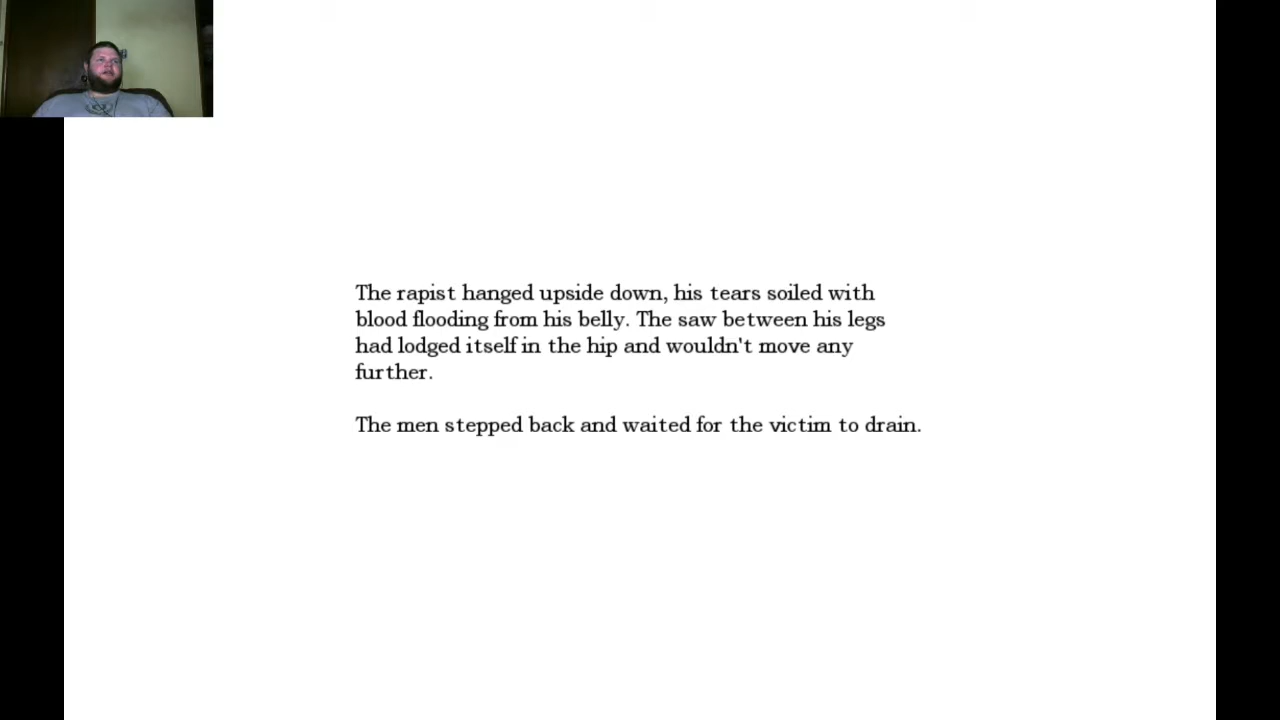 The rapist hanged upside down, his tears soiled with
blood flooding from his belly. The saw between his legs
had lodged itself in the hip and wouldn't move any
further.
The men stepped back and waited for the victim to drain.